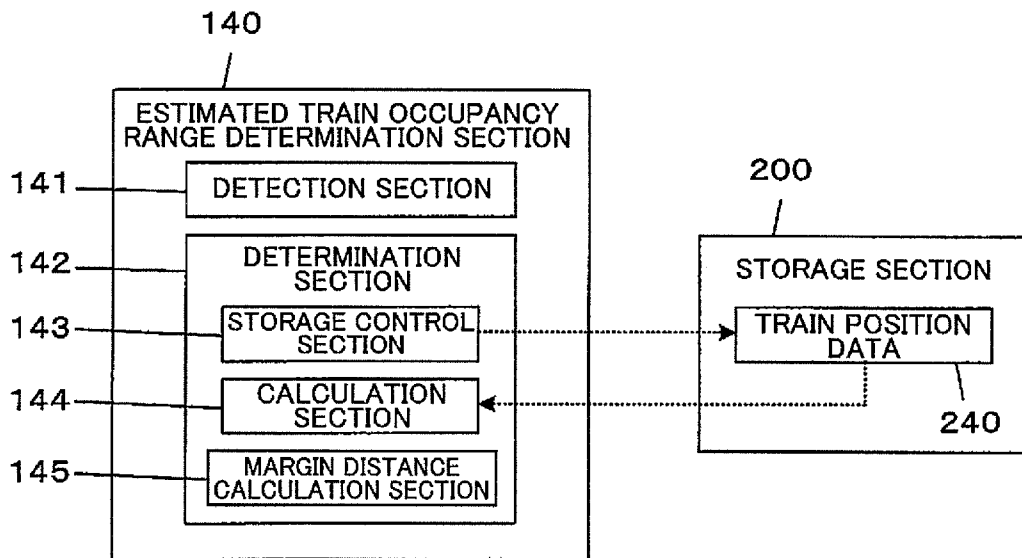 140
ESTIMATED TRAIN OCCUPANCY
RANGE DETERMINATION SECTION
141
DETECTION SECTION
142
DETERMINATION
SECTION
143
STORAGE CONTROL
SECTION
144
CALCULATION
SECTION
145
MARGIN DISTANCE
CALCULATION SECTION
200
STORAGE SECTION
TRAIN POSITION
DATA
240